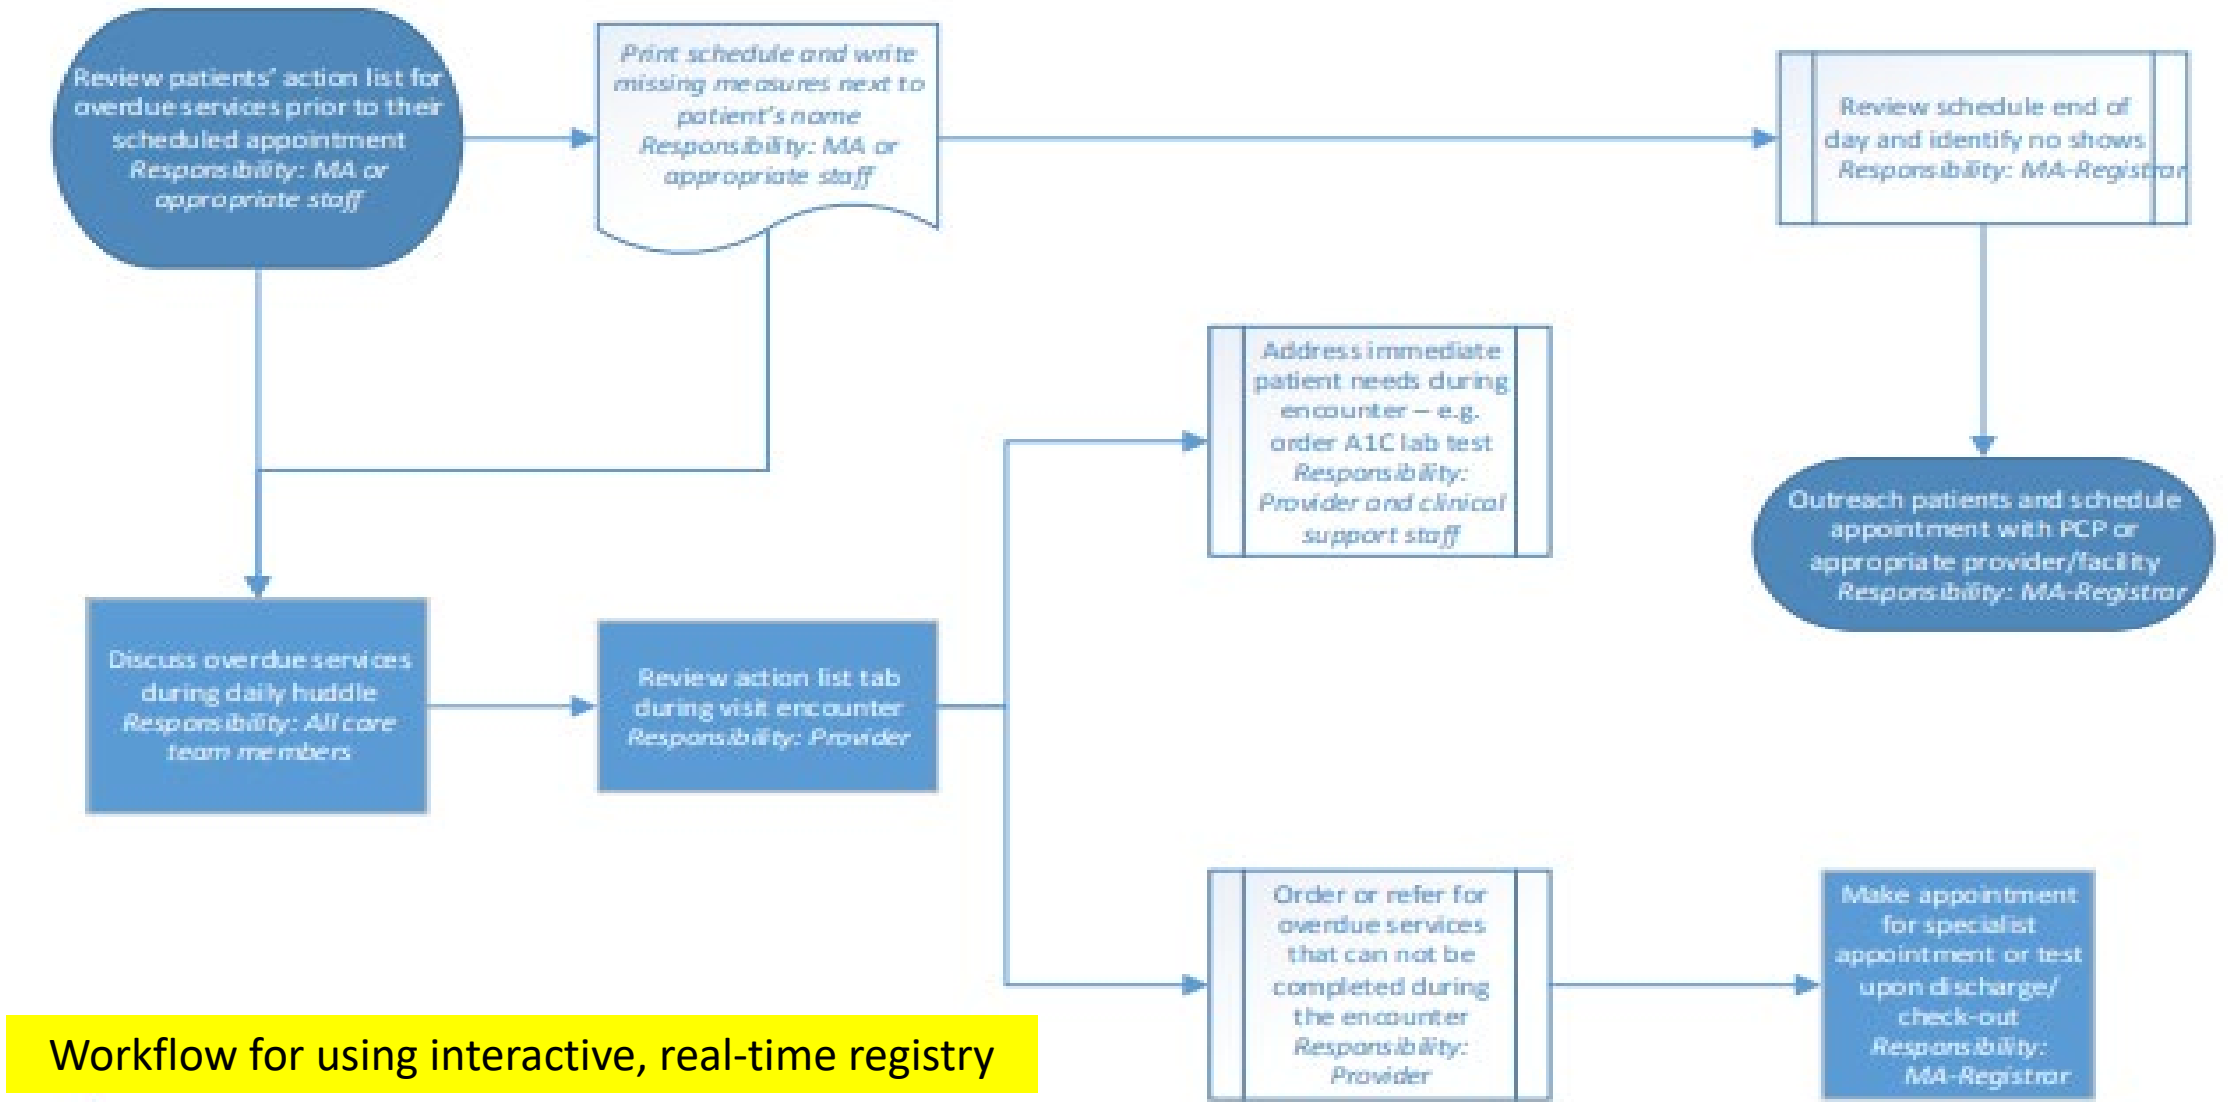 Review patients’ action list for
overdue services prior to their
scheduled appointment
Responsibility: MA or
appropriate staff
Print schedule and write
missing measures next to
patient’s name
Responsibility: MA or
appropriate staff
Review schedule end of
day and identify no shows
Responsibility: MA-Registrar
Address immediate
patient needs during
encounter – e.g.
order A1C lab test
Responsibility:
Provider and clinical
support staff
Outreach patients and schedule
appointment with PCP or
appropriate provider/facility
Responsibility: MA-Registrar
Discuss overdue services
during daily huddle
Responsibility: All care
team members
Review action list tab
during visit encounter
Responsibility: Provider
Order or refer for
overdue services
that can not be
completed during
the encounter
Responsibility:
Provider
Make appointment
for specialist
appointment or test
upon discharge/
check-out
Responsibility:
MA-Registrar
Workflow for using interactive, real-time registry